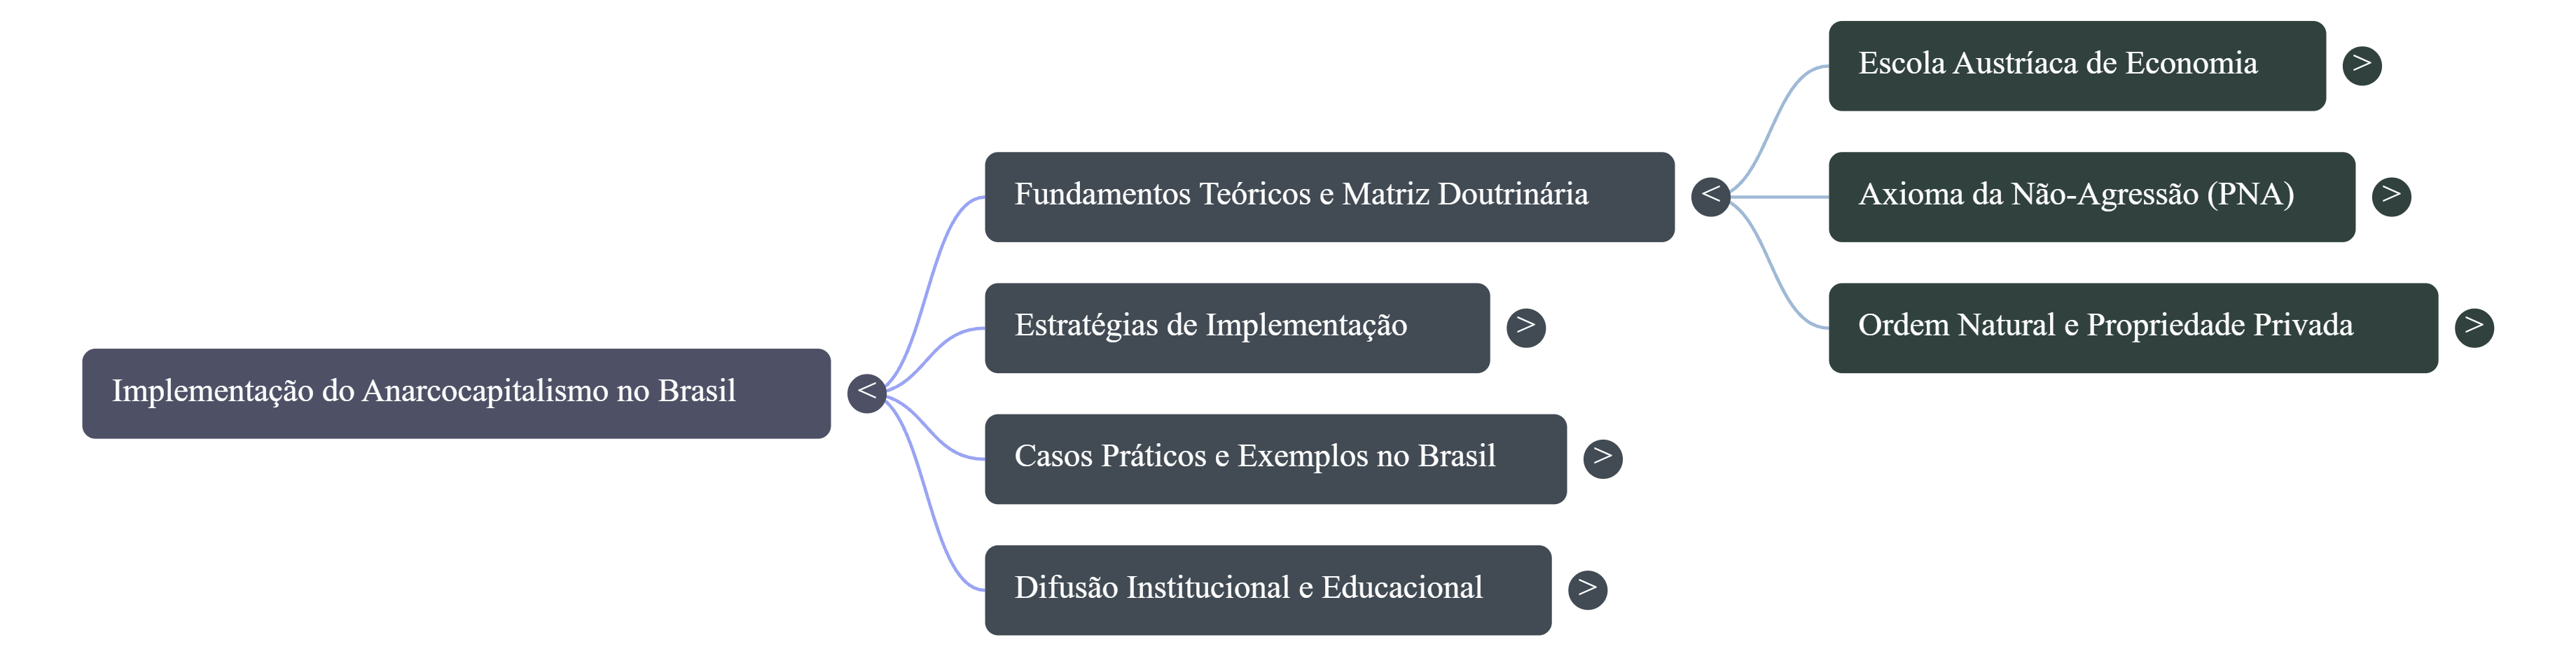 Implementação do Anarcocapitalismo no Brasil
<
Fundamentos Teóricos e Matriz Doutrinária
<
Escola Austríaca de Economia
>
Axioma da Não-Agressão (PNA)
>
Ordem Natural e Propriedade Privada
>
Estratégias de Implementação
>
Casos Práticos e Exemplos no Brasil
>
Difusão Institucional e Educacional
>